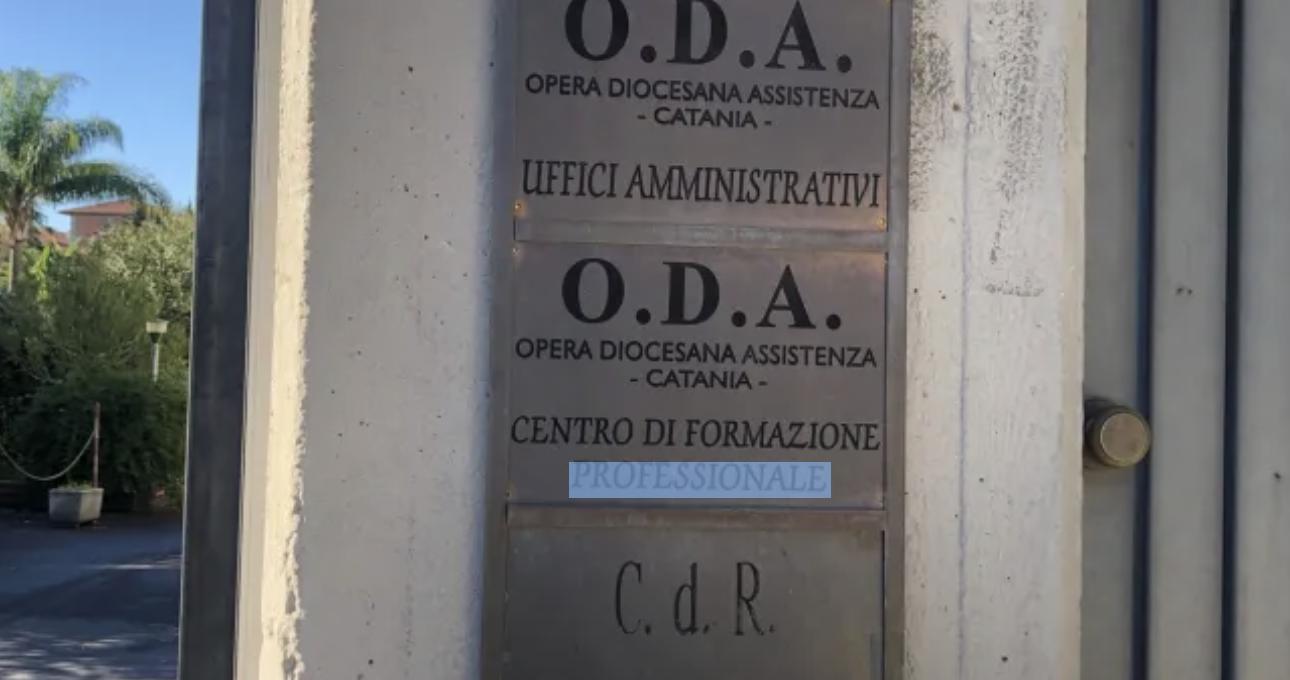 O.D.A.
OPERA DIOCESANA ASSISTENZA
- CATANIA -
UFFICI AMMINISTRATIVI
O.D.A.
OPERA DIOCESANA ASSISTENZA
- CATANIA -
CENTRO DI FORMAZIONE
PROFESSIONALE
C. d. R.